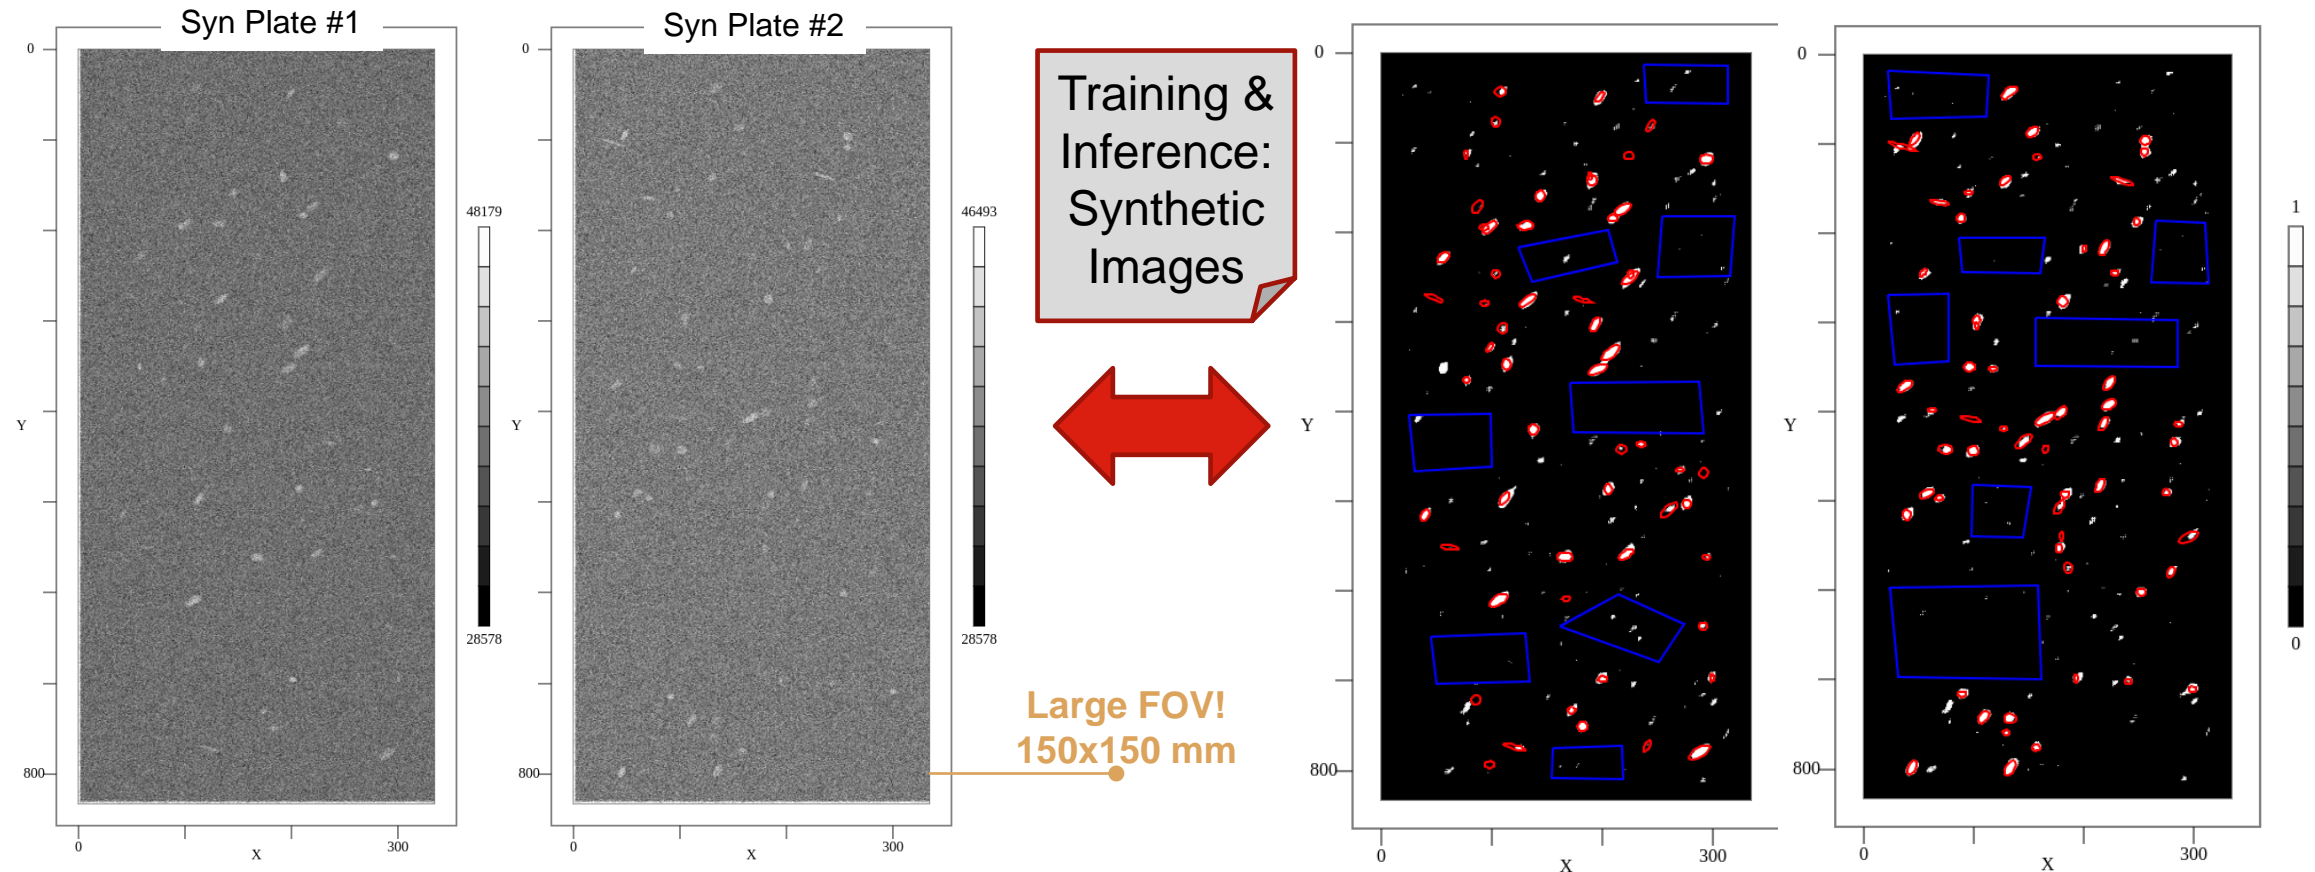 Syn Plate #1
0
800
Y
0
300
X
48179
28578
Syn Plate #2
0
800
Y
0
300
X
46493
28578
Training &
Inference:
Synthetic
Images
Large FOV!
150x150 mm
0
800
Y
0
300
X
0
800
Y
0
300
X
1
0